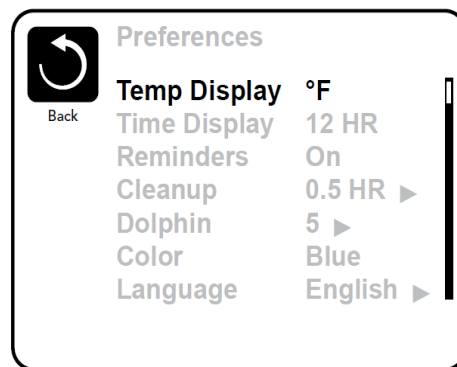 Preferences
Back
Temp Display °F
Time Display 12 HR
Reminders On
Cleanup 0.5 HR ▶
Dolphin 5 ▶
Color Blue
Language English ▶